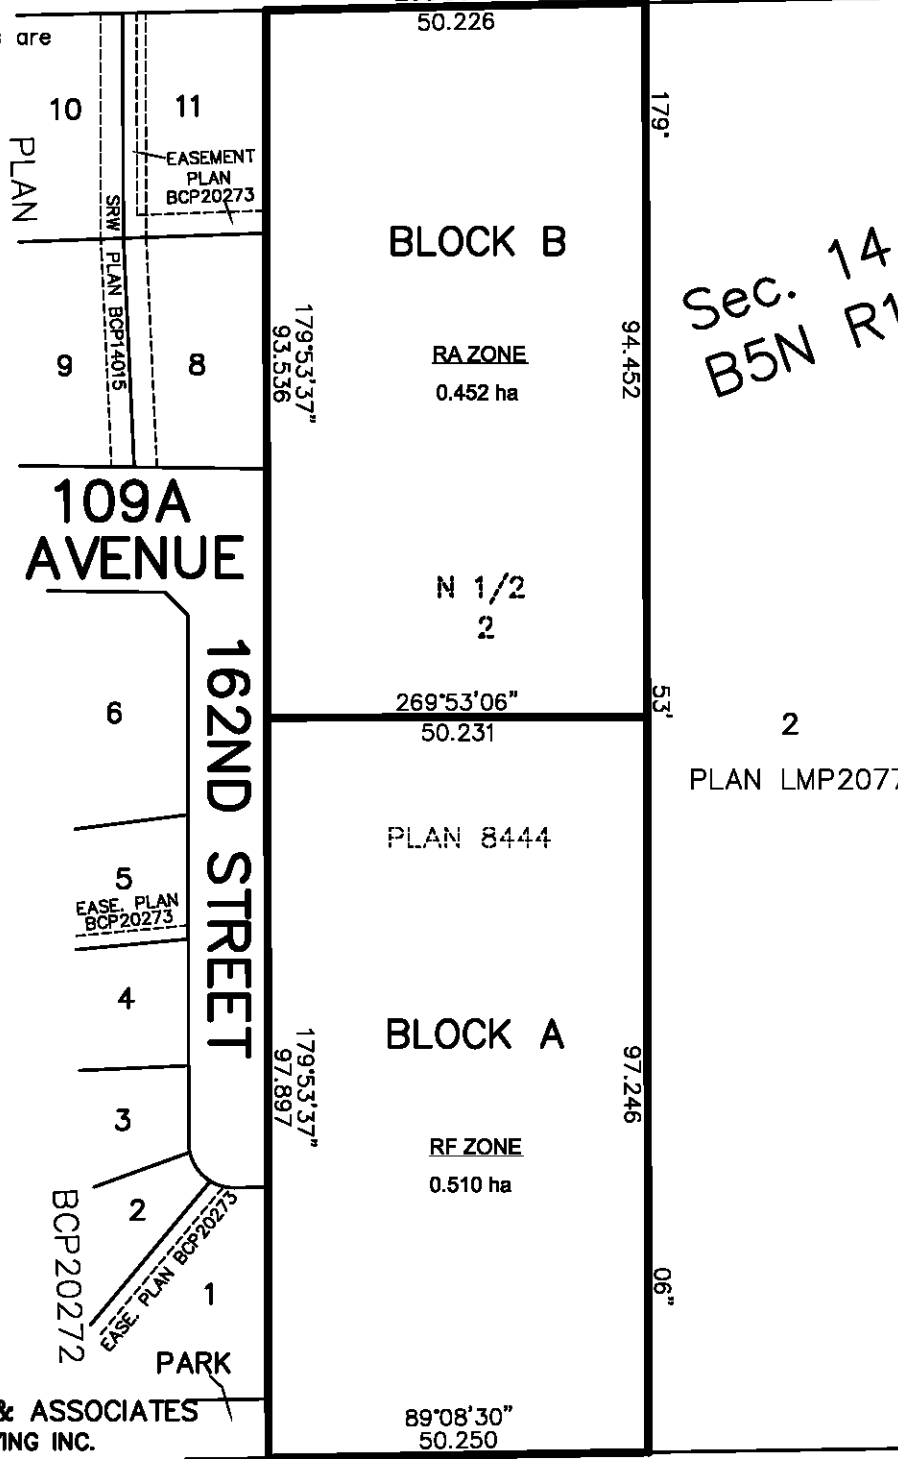 50.226
are
10
11
PLAN
EASEMENT
PLAN
BCP20273
SRW PLAN BCP14015
179°
BLOCK B
Sec. 14
B5N R1
9
8
179°53'37"
93.536
RA ZONE
0.452 ha
94.452
109A
AVENUE
N 1/2
2
162ND STREET
6
269°53'06"
50.231
53'
2
PLAN LMP2077
PLAN 8444
5
EASE. PLAN
BCP20273
4
BLOCK A
179°53'37"
97.897
97.246
3
RF ZONE
0.510 ha
2
BCP20272
EASE. PLAN BCP20273
1
06"
PARK
& ASSOCIATES
ING INC.
89°08'30"
50.250